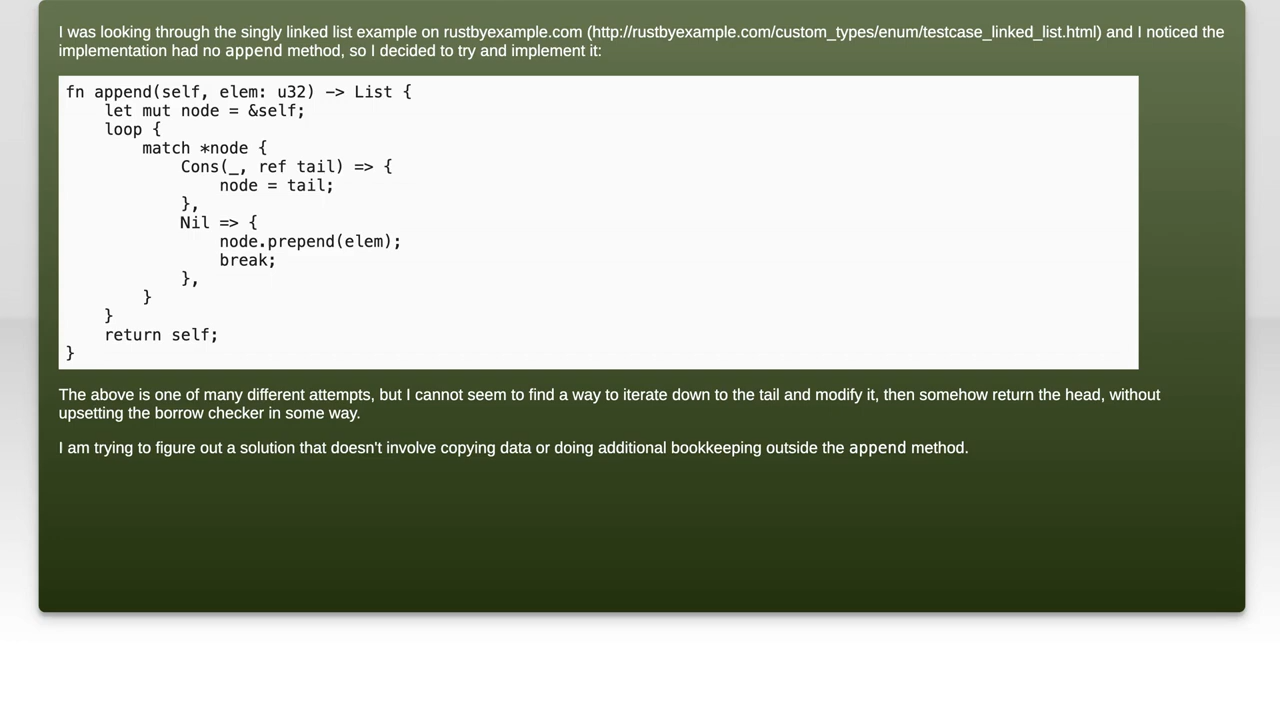 I was looking through the singly linked list example on rustbyexample.com (http://rustbyexample.com/custom_types/enum/testcase_linked_list.html) and I noticed the
implementation had no append method, so I decided to try and implement it:
fn append(self, elem: u32) -> List {
    let mut node = &self;
    loop {
        match *node {
            Cons(_, ref tail) => {
                node = tail;
            },
            Nil => {
                node.prepend(elem);
                break;
            },
        }
    }
    return self;
}
The above is one of many different attempts, but I cannot seem to find a way to iterate down to the tail and modify it, then somehow return the head, without
upsetting the borrow checker in some way.
I am trying to figure out a solution that doesn't involve copying data or doing additional bookkeeping outside the append method.